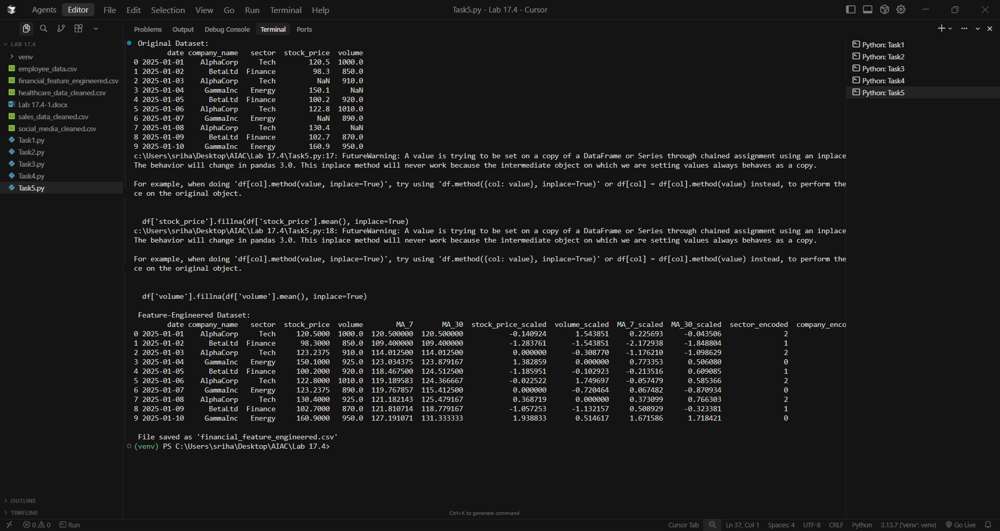 Agents Editor File Edit Selection View Go Run Terminal Help
Task5.py - Lab 17.4 - Cursor
LAB 17.4
venv
employee_data.csv
financial_feature_engineered.csv
healthcare_data_cleaned.csv
Lab 17.4-1.docx
sales_data_cleaned.csv
social_media_cleaned.csv
Task1.py
Task2.py
Task3.py
Task4.py
Task5.py
OUTLINE
TIMELINE
Problems Output Debug Console Terminal Ports
Original Dataset:
date company_name sector stock_price volume
0 2025-01-01 AlphaCorp Tech 120.5 1000.0
1 2025-01-02 BetaLtd Finance 98.3 850.0
2 2025-01-03 AlphaCorp Tech NaN 910.0
3 2025-01-04 GammaInc Energy 150.1 NaN
4 2025-01-05 BetaLtd Finance 100.2 920.0
5 2025-01-06 AlphaCorp Tech 122.8 1010.0
6 2025-01-07 GammaInc Energy NaN 890.0
7 2025-01-08 AlphaCorp Tech 130.4 NaN
8 2025-01-09 BetaLtd Finance 102.7 870.0
9 2025-01-10 GammaInc Energy 160.9 950.0
c:\Users\sriha\Desktop\AIAC\Lab 17.4\Task5.py:17: FutureWarning: A value is trying to be set on a copy of a DataFrame or Series through chained assignment using an inplace
The behavior will change in pandas 3.0. This inplace method will never work because the intermediate object on which we are setting values always behaves as a copy.
For example, when doing 'df[col].method(value, inplace=True)', try using 'df.method({col: value}, inplace=True)' or df[col] = df[col].method(value) instead, to perform the
ce on the original object.
df['stock_price'].fillna(df['stock_price'].mean(), inplace=True)
c:\Users\sriha\Desktop\AIAC\Lab 17.4\Task5.py:18: FutureWarning: A value is trying to be set on a copy of a DataFrame or Series through chained assignment using an inplace
The behavior will change in pandas 3.0. This inplace method will never work because the intermediate object on which we are setting values always behaves as a copy.
For example, when doing 'df[col].method(value, inplace=True)', try using 'df.method({col: value}, inplace=True)' or df[col] = df[col].method(value) instead, to perform the
ce on the original object.
df['volume'].fillna(df['volume'].mean(), inplace=True)
Feature-Engineered Dataset:
date company_name sector stock_price volume MA_7 MA_30 stock_price_scaled volume_scaled MA_7_scaled MA_30_scaled sector_encoded company_enco
0 2025-01-01 AlphaCorp Tech 120.5000 1000.0 120.500000 120.500000 -0.140924 1.543851 0.225693 -0.043506 2
1 2025-01-02 BetaLtd Finance 98.3000 850.0 109.400000 109.400000 -1.283761 -1.543851 -2.172938 -1.848804 1
2 2025-01-03 AlphaCorp Tech 123.2375 910.0 114.012500 114.012500 0.000000 -0.308770 -1.176210 -1.098629 2
3 2025-01-04 GammaInc Energy 150.1000 925.0 123.034375 123.879167 1.382859 0.000000 0.773353 0.506080 0
4 2025-01-05 BetaLtd Finance 100.2000 920.0 118.467500 124.512500 -1.185951 -0.102923 -0.213516 0.609085 1
5 2025-01-06 AlphaCorp Tech 122.8000 1010.0 119.189583 124.366667 -0.022522 1.749697 -0.057479 0.585366 2
6 2025-01-07 GammaInc Energy 123.2375 890.0 119.767857 115.412500 0.000000 -0.720464 0.067482 -0.870934 0
7 2025-01-08 AlphaCorp Tech 130.4000 925.0 121.182143 125.479167 0.368719 0.000000 0.373099 0.766303 2
8 2025-01-09 BetaLtd Finance 102.7000 870.0 121.810714 118.779167 -1.057253 -1.132157 0.508929 -0.323381 1
9 2025-01-10 GammaInc Energy 160.9000 950.0 127.191071 131.333333 1.938833 0.514617 1.671586 1.718421 0
File saved as 'financial_feature_engineered.csv'
(venv) PS C:\Users\sriha\Desktop\AIAC\Lab 17.4>
Ctrl+K to generate command
Python: Task1
Python: Task2
Python: Task3
Python: Task4
Python: Task5
0 0 Run
Cursor Tab Ln 37, Col 1 Spaces: 4 UTF-8 CRLF Python 3.13.7 ('venv': venv) Go Live